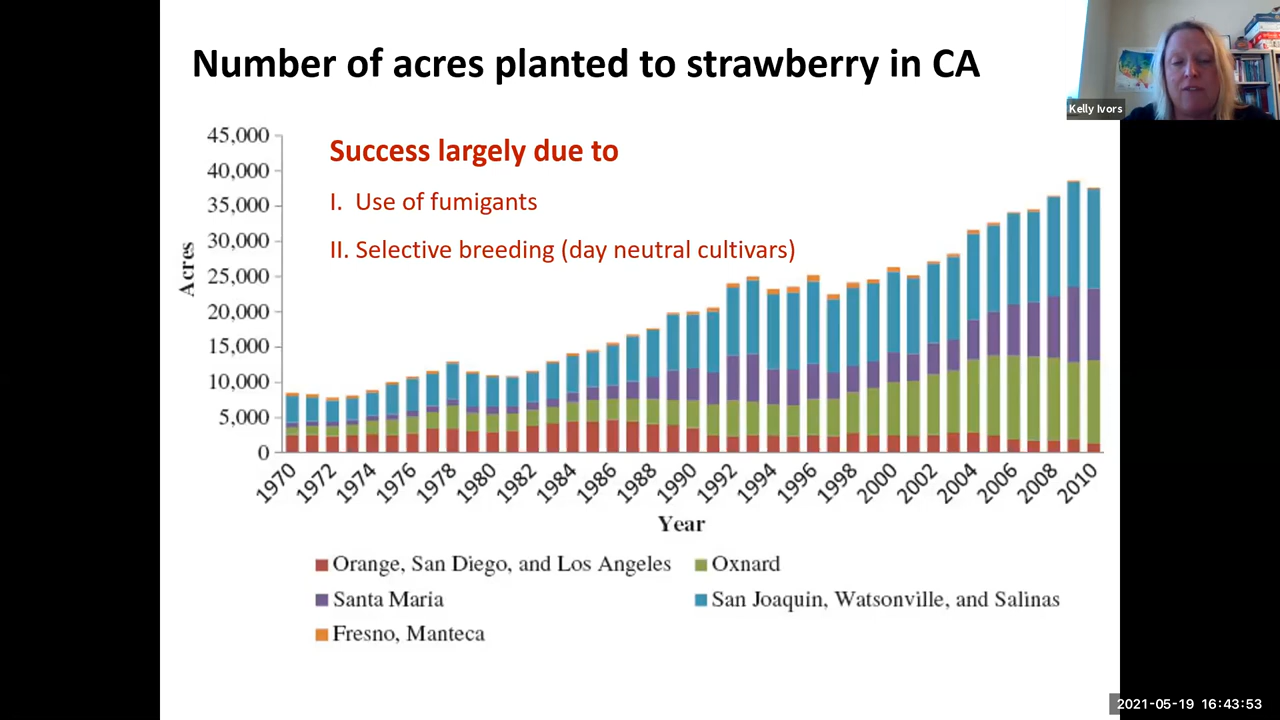 Number of acres planted to strawberry in CA
Kelly Ivors
Success largely due to
I. Use of fumigants
II. Selective breeding (day neutral cultivars)
Acres
45,000
40,000
35,000
30,000
25,000
20,000
15,000
10,000
5,000
0
1970 1972 1974 1976 1978 1980 1982 1984 1986 1988 1990 1992 1994 1996 1998 2000 2002 2004 2006 2008 2010
Year
Orange, San Diego, and Los Angeles
Oxnard
Santa Maria
San Joaquin, Watsonville, and Salinas
Fresno, Manteca
2021-05-19 16:43:53